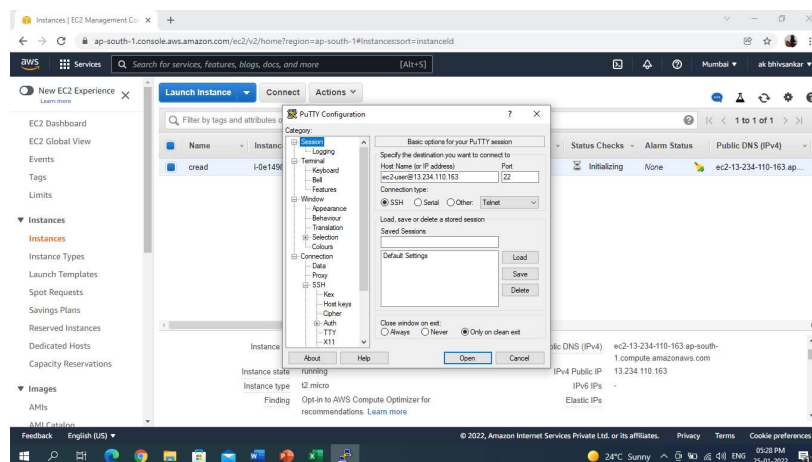 Instances | EC2 Management Co
ap-south-1.console.aws.amazon.com/ec2/v2/home?region=ap-south-1#Instances:sort=instanceId
aws
Services
Search for services, features, blogs, docs, and more
[Alt+S]
Mumbai
ak bhivsankar
New EC2 Experience
Learn more
Launch Instance
Connect
Actions
EC2 Dashboard
EC2 Global View
Events
Tags
Limits
Instances
Instances
Instance Types
Launch Templates
Spot Requests
Savings Plans
Reserved Instances
Dedicated Hosts
Capacity Reservations
Images
AMIs
AMI Catalog
Filter by tags and attributes o
1 to 1 of 1
Name
Instanc
Status Checks
Alarm Status
Public DNS (IPv4)
cread
i-0e1498
Initializing
None
ec2-13-234-110-163.ap...
PuTTY Configuration
Category:
Session
Logging
Terminal
Keyboard
Bell
Features
Window
Appearance
Behaviour
Translation
Selection
Colours
Connection
Data
Proxy
SSH
Kex
Host keys
Cipher
Auth
TTY
X11
Basic options for your PuTTY session
Specify the destination you want to connect to
Host Name (or IP address)
Port
ec2-user@13.234.110.163
22
Connection type:
SSH
Serial
Other:
Telnet
Load, save or delete a stored session
Saved Sessions
Default Settings
Load
Save
Delete
Close window on exit:
Always
Never
Only on clean exit
About
Help
Open
Cancel
Instance
Instance state
running
Instance type
t2.micro
Finding
Opt-in to AWS Compute Optimizer for
recommendations. Learn more
blic DNS (IPv4)
ec2-13-234-110-163.ap-south-
1.compute.amazonaws.com
IPv4 Public IP
13.234.110.163
IPv6 IPs
-
Elastic IPs
Feedback
English (US)
© 2022, Amazon Internet Services Private Ltd. or its affiliates.
Privacy
Terms
Cookie preferences
24°C Sunny
ENG
05:28 PM
25-01-2022